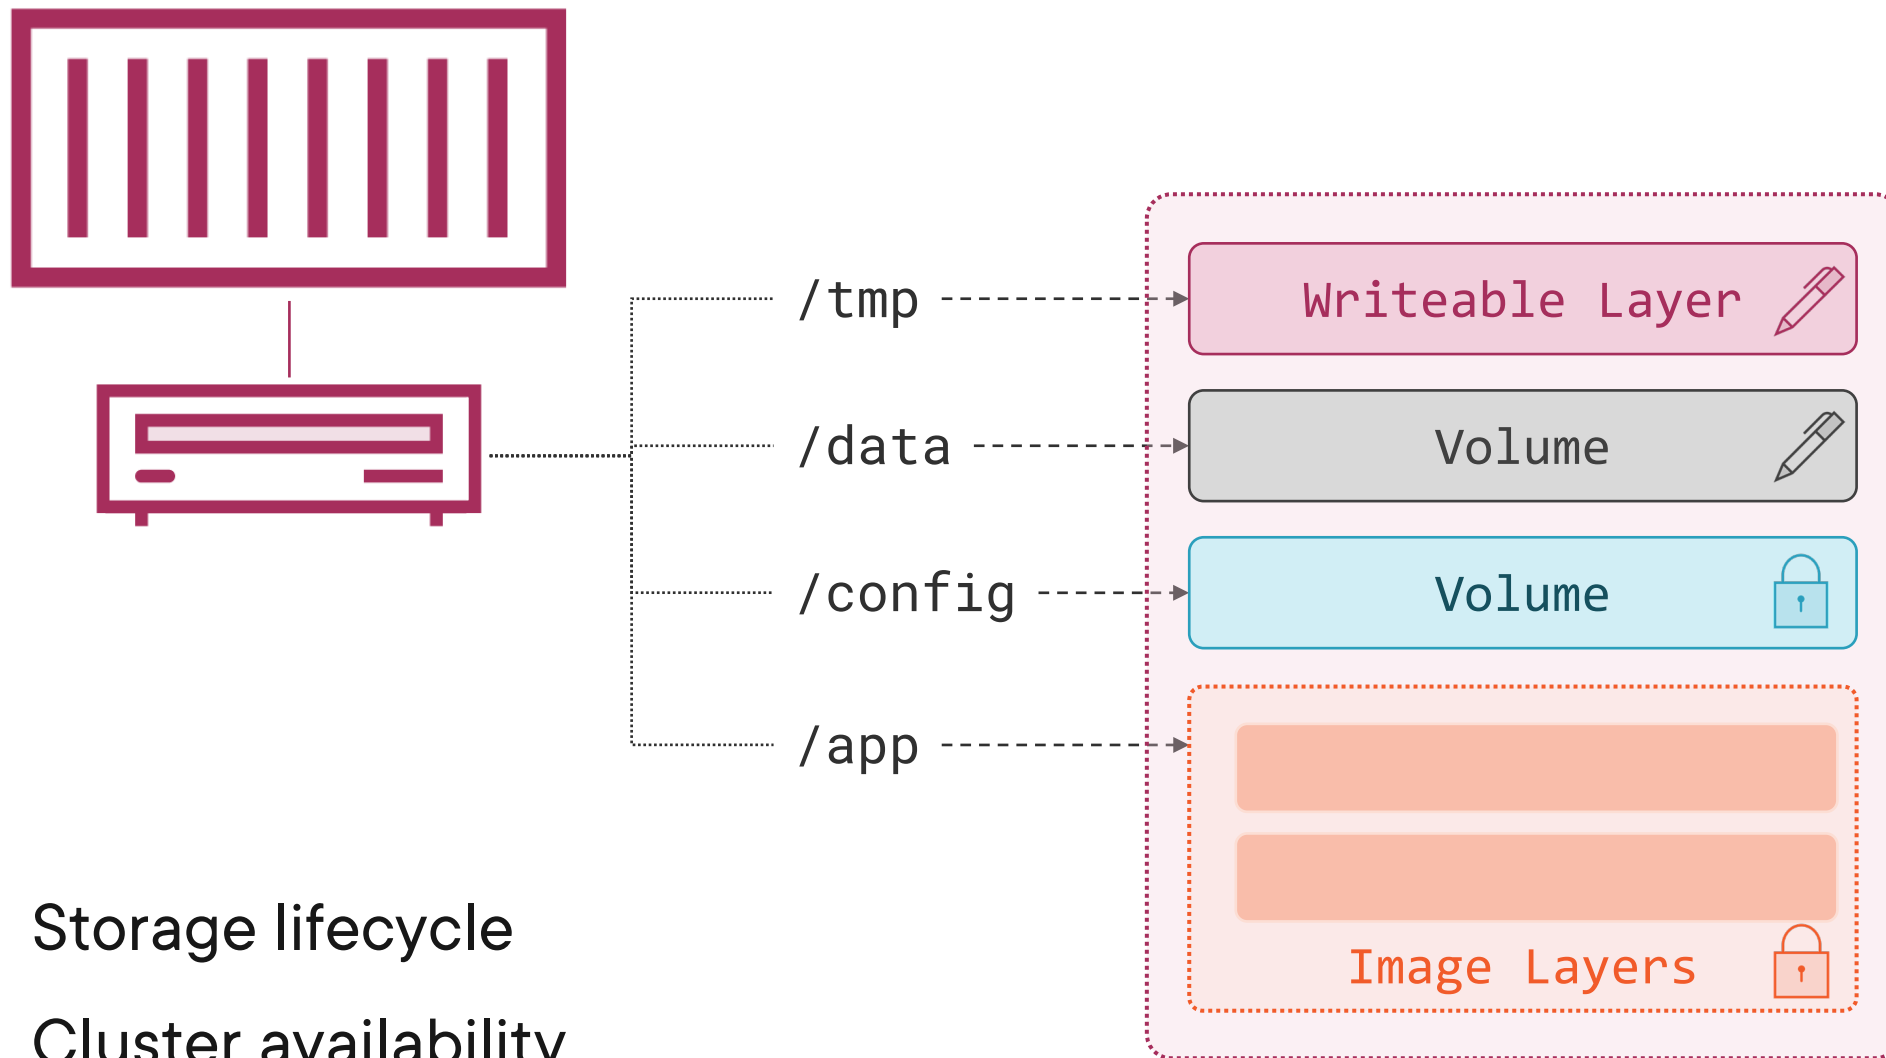 /tmp
Writeable Layer
/data
Volume
/config
Volume
/app
Image Layers
Storage lifecycle
Cluster availability